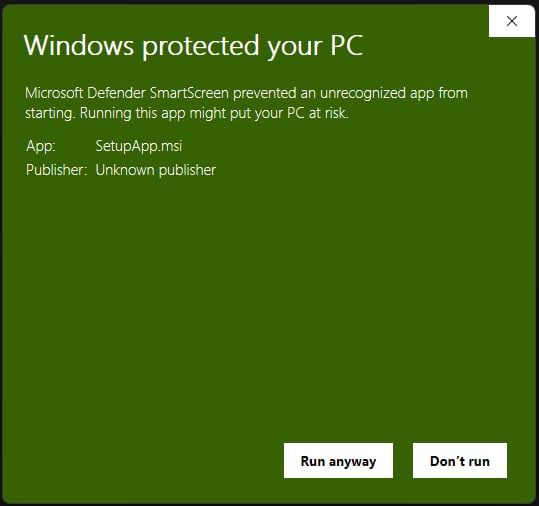 Windows protected your PC
Microsoft Defender SmartScreen prevented an unrecognized app from
starting. Running this app might put your PC at risk.
App: SetupApp.msi
Publisher: Unknown publisher
Run anyway Don’t run